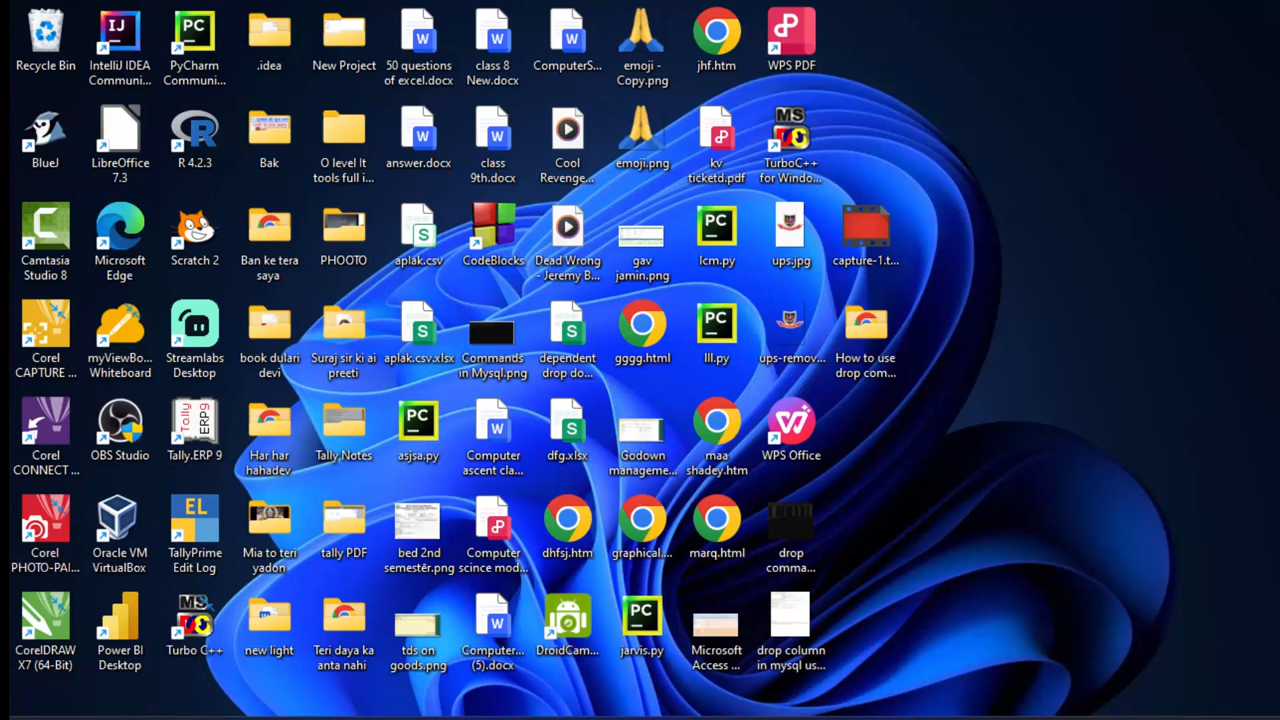 Recycle Bin
IntelliJ IDEA
Communi...
PyCharm
Communi...
.idea
New Project
50 questions
of excel.docx
class 8
New.docx
ComputerS...
emoji -
Copy.png
jhf.htm
WPS PDF
BlueJ
LibreOffice
7.3
R 4.2.3
Bak
O level It
tools full i...
answer.docx
class
9th.docx
Cool
Revenge...
emoji.png
kv
ticketd.pdf
TurboC++
for Windo...
Camtasia
Studio 8
Microsoft
Edge
Scratch 2
Ban ke tera
saya
PHOOTO
aplak.csv
CodeBlocks
Dead Wrong
- Jeremy B...
gav
jamin.png
lcm.py
ups.jpg
capture-1.t...
Corel
CAPTURE ...
myViewBo...
Whiteboard
Streamlabs
Desktop
book dulari
devi
Suraj sir ki ai
preeti
aplak.csv.xlsx
Commands
in Mysql.png
dependent
drop do...
gggg.html
lll.py
ups-remov...
How to use
drop com...
Corel
CONNECT ...
OBS Studio
Tally.ERP 9
Har har
hahadev
Tally Notes
asjsa.py
Computer
ascent cla...
dfg.xlsx
Godown
manageme...
maa
shadey.htm
WPS Office
Corel
PHOTO-PAI...
Oracle VM
VirtualBox
TallyPrime
Edit Log
Mia to teri
yadon
tally PDF
bed 2nd
semester.png
Computer
scince mod...
dhfsj.htm
graphical....
marq.html
drop
comma...
CorelDRAW
X7 (64-Bit)
Power BI
Desktop
Turbo C++
new light
Teri daya ka
anta nahi
tds on
goods.png
Computer...
(5).docx
DroidCam...
jarvis.py
Microsoft
Access ...
drop column
in mysql us...